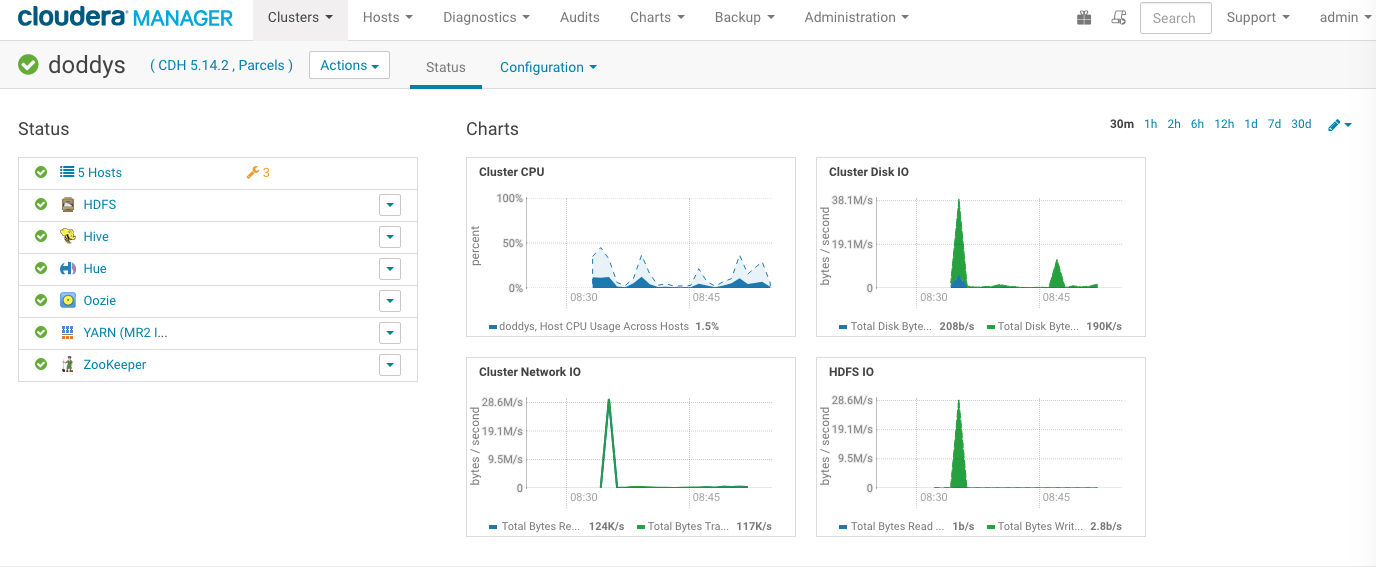 cloudera MANAGER Clusters Hosts Diagnostics Audits Charts Backup Administration Search Support admin
doddys ( CDH 5.14.2 , Parcels ) Actions Status Configuration
Status
5 Hosts 3
HDFS
Hive
Hue
Oozie
YARN (MR2 I...
ZooKeeper
Charts
30m 1h 2h 6h 12h 1d 7d 30d
Cluster CPU
percent
100%
50%
0%
08:30 08:45
doddys, Host CPU Usage Across Hosts 1.5%
Cluster Disk IO
bytes / second
38.1M/s
19.1M/s
0
08:30 08:45
Total Disk Byte... 208b/s Total Disk Byte... 190K/s
Cluster Network IO
bytes / second
28.6M/s
19.1M/s
9.5M/s
0
08:30 08:45
Total Bytes Re... 124K/s Total Bytes Tra... 117K/s
HDFS IO
bytes / second
28.6M/s
19.1M/s
9.5M/s
0
08:30 08:45
Total Bytes Read ... 1b/s Total Bytes Writ... 2.8b/s